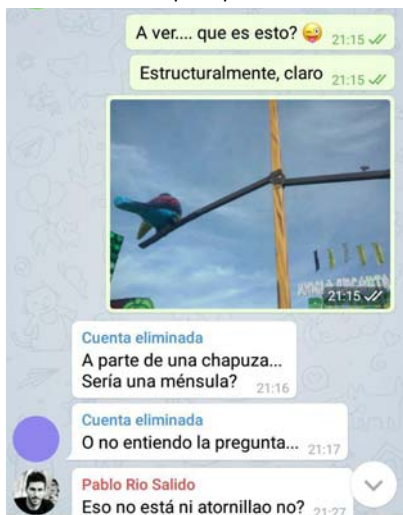 A ver.... que es esto? 😜 21:15
Estructuralmente, claro 21:15
21:15
Cuenta eliminada
A parte de una chapuza...
Sería una ménsula? 21:16
Cuenta eliminada
O no entiendo la pregunta... 21:17
Pablo Rio Salido
Eso no está ni atornillao no? 21:27